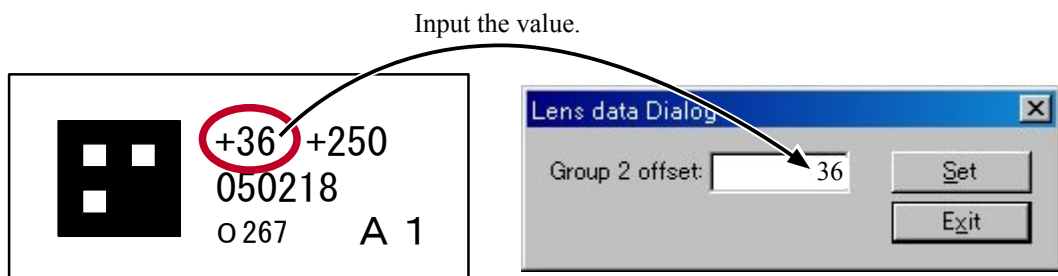 Input the value.
+36 +250
050218
O 267 A 1
Lens data Dialog
Group 2 offset: 36
Set
Exit